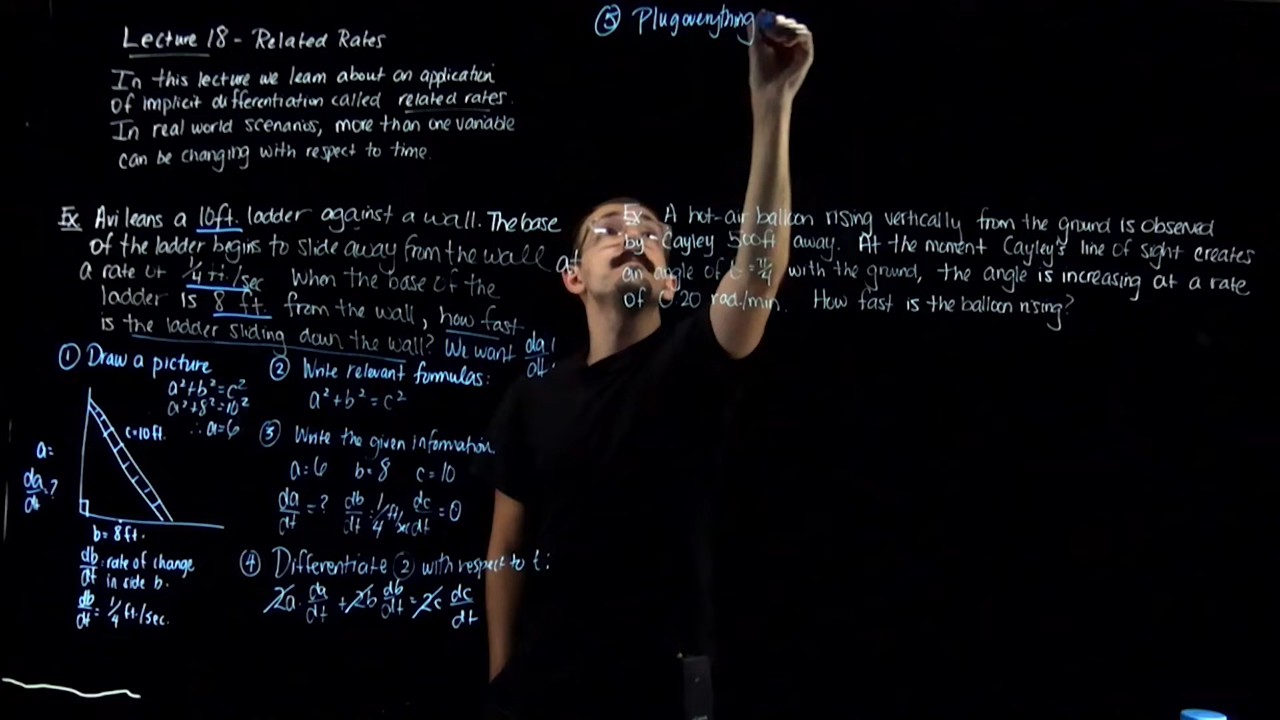 Lecture 18 - Related Rates
In this lecture we learn about an application
of implicit differentiation called related rates.
In real world scenarios, more than one variable
can be changing with respect to time.
Ex Avi leans a 10ft. ladder against a wall. The base
of the ladder begins to slide away from the wall at
a rate of 1/4 ft./sec When the base of the
ladder is 8 ft. from the wall, how fast
is the ladder sliding down the wall? We want da/dt!
① Draw a picture
a²+b²=c²
a²+8²=10²
∴ a=6
c=10ft.
a=
da/dt=?
b=8ft.
db/dt: rate of change
in side b.
db/dt = 1/4 ft./sec.
② Write relevant formulas:
a²+b²=c²
③ Write the given information.
a=6 b=8 c=10
da/dt=? db/dt=1/4 ft/sec dc/dt=0
④ Differentiate ② with respect to t:
2a·da/dt+2b db/dt=2c dc/dt
⑤ Plug everything
Ex A hot-air balloon rising vertically from the ground is observed
by Cayley 500ft away. At the moment Cayley's line of sight creates
an angle of t=π/4 with the ground, the angle is increasing at a rate
of 0.20 rad./min. How fast is the balloon rising?